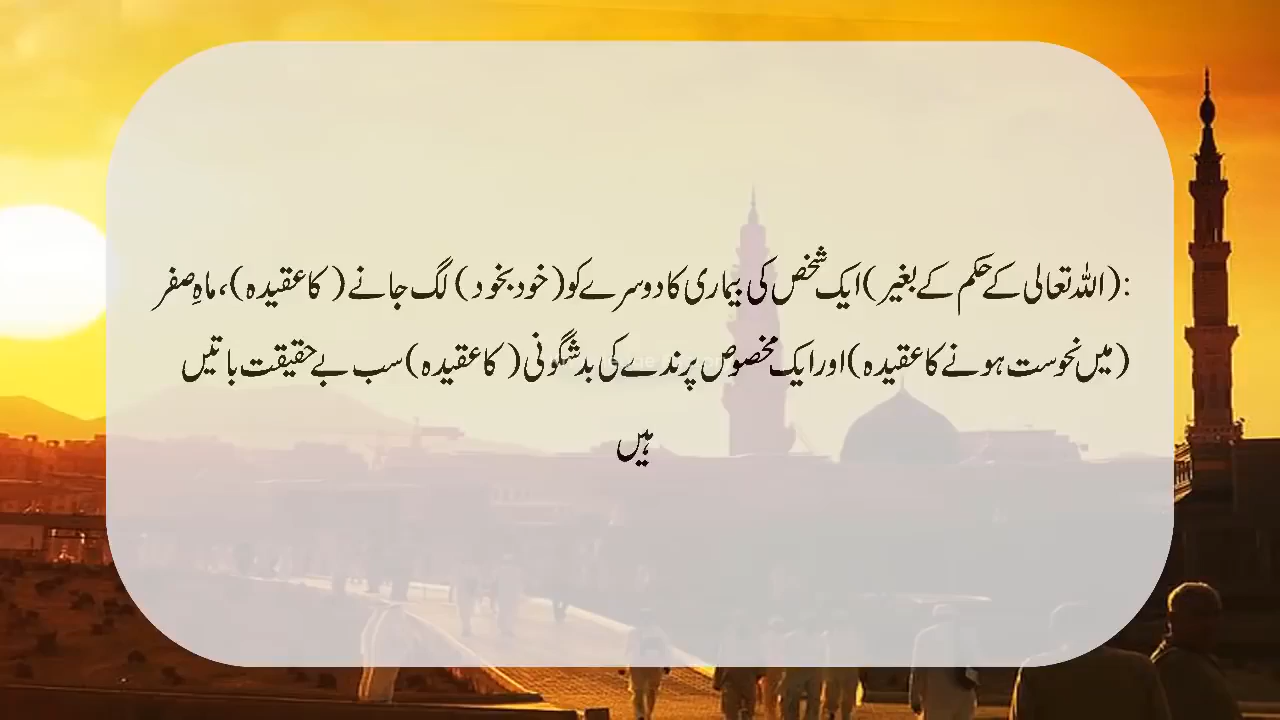 :(اللہ تعالی کے حکم کے بغیر) ایک شخص کی بیماری کا دوسرے کو (خود بخود) لگ جانے (کا عقیدہ)، ماہِ صفر
(میں نحوست ہونے کا عقیدہ) اور ایک مخصوص پرندے کی بدشگونی (کا عقیدہ) سب بے حقیقت باتیں
ہیں